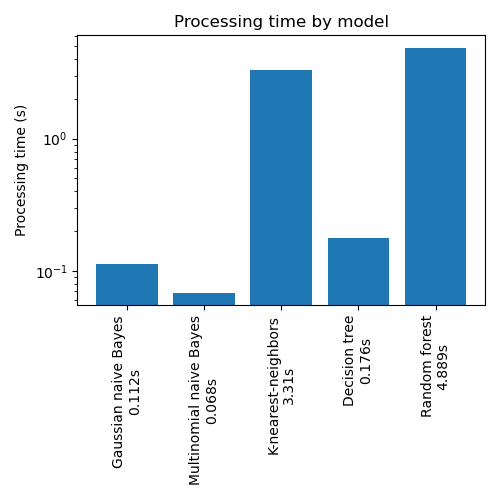 Processing time by model
Processing time (s)
10⁰
10⁻¹
Gaussian naive Bayes
0.112s
Multinomial naive Bayes
0.068s
K-nearest-neighbors
3.31s
Decision tree
0.176s
Random forest
4.889s